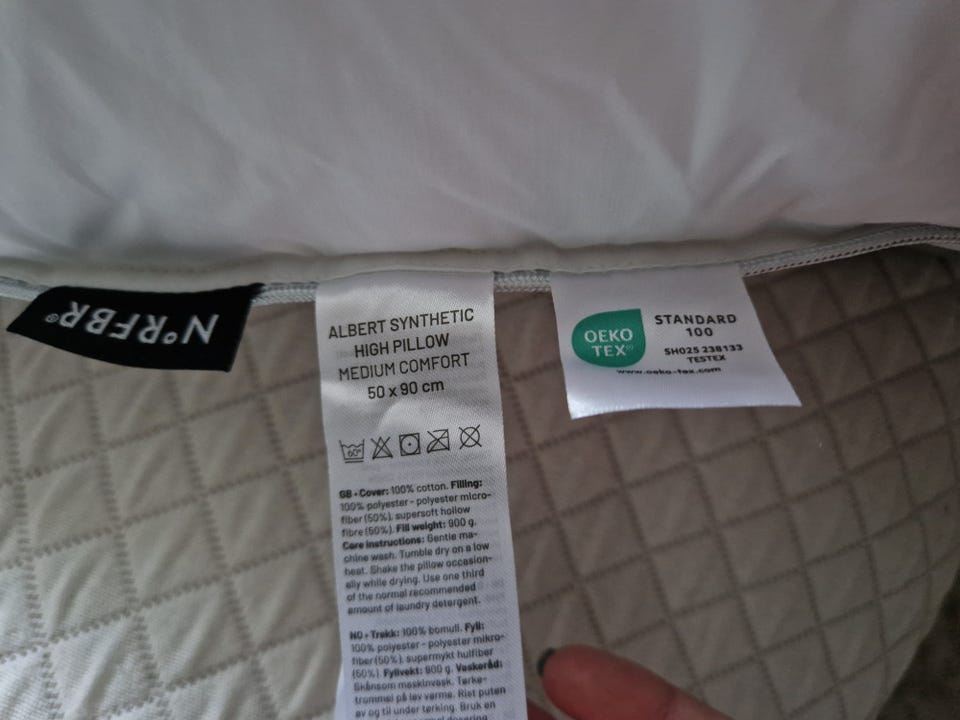 N°RFBR®
ALBERT SYNTHETIC
HIGH PILLOW
MEDIUM COMFORT
50 x 90 cm
60°
GB - Cover: 100% cotton. Filling:
100% polyester - polyester micro-
fiber (50%), supersoft hollow
fibre (50%). Fill weight: 900 g.
Care instructions: Gentle ma-
chine wash. Tumble dry on a low
heat. Shake the pillow occasion-
ally while drying. Use one third
of the normal recommended
amount of laundry detergent.
NO - Trekk: 100% bomull. Fyll:
100% polyester - polyester mikro-
fiber (50%), supermykt hulfiber
(50%). Fyllvekt: 900 g. Vaskeråd:
Skånsom maskinvask. Tørke-
trommel på lav varme. Rist puten
av og til under tørking. Bruk en
OEKO
TEX®
STANDARD
100
SH025 238133
TESTEX
www.oeko-tex.com